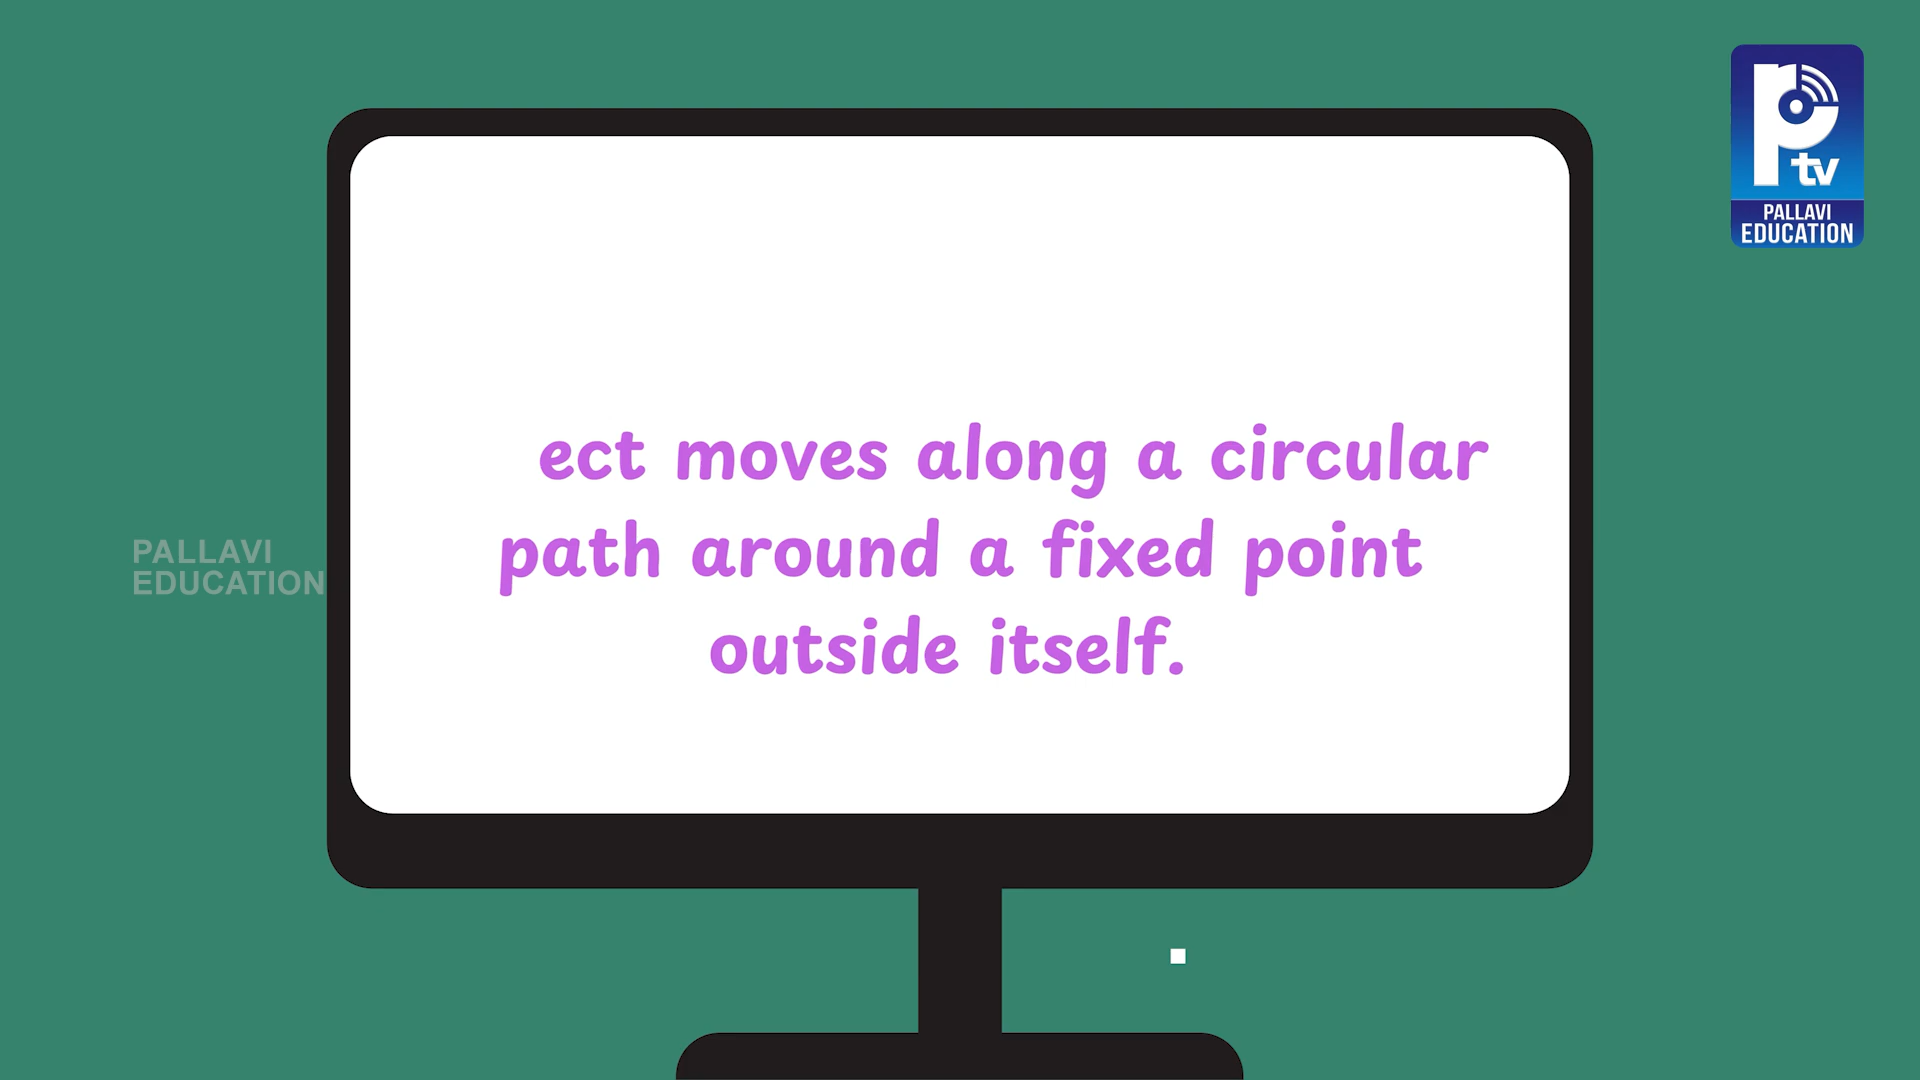 ect moves along a circular
path around a fixed point
outside itself.
PALLAVI
EDUCATION
P
tv
PALLAVI
EDUCATION